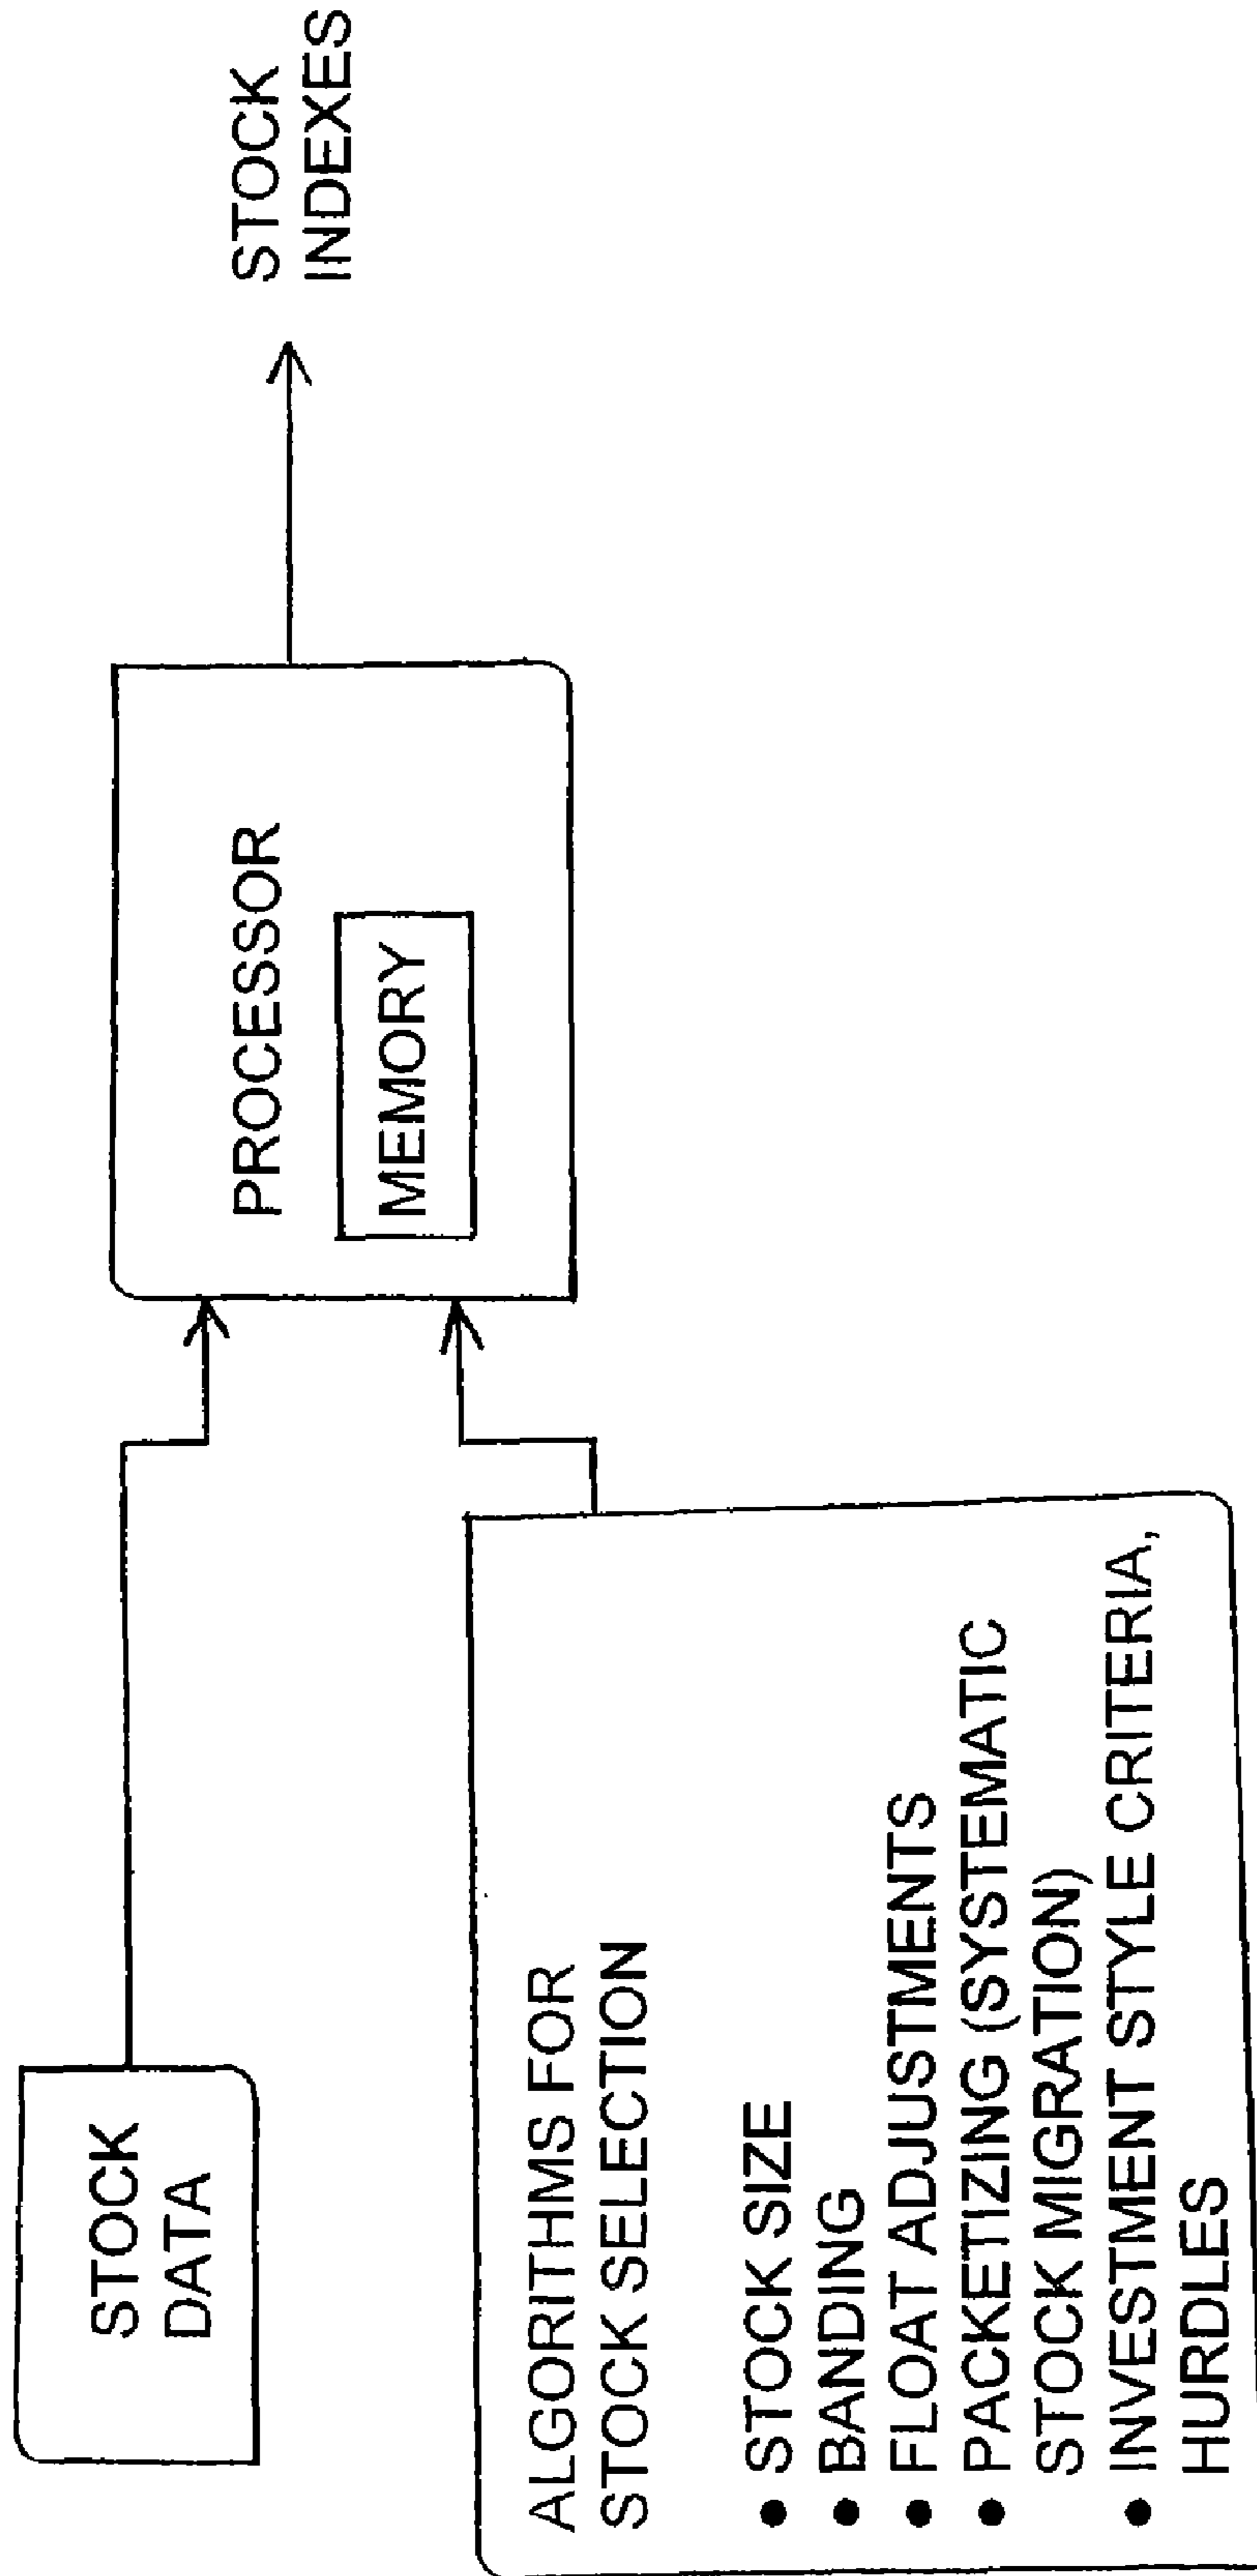 STOCK
DATA
ALGORITHMS FOR
STOCK SELECTION
• STOCK SIZE
• BANDING
• FLOAT ADJUSTMENTS
• PACKETIZING (SYSTEMATIC
STOCK MIGRATION)
• INVESTMENT STYLE CRITERIA,
HURDLES
PROCESSOR
MEMORY
STOCK
INDEXES